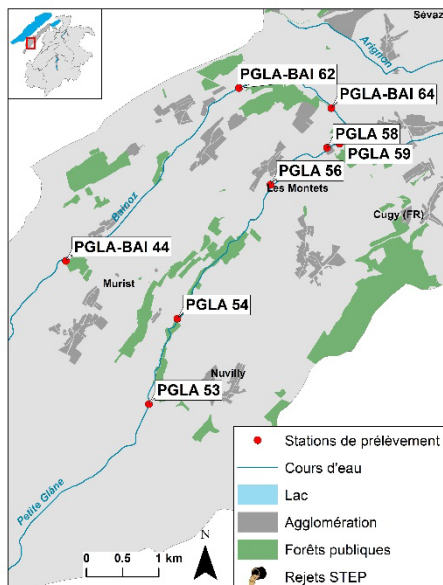 Sévaz
Arignon
PGLA-BAI 62
PGLA-BAI 64
PGLA 58
PGLA 59
PGLA 56
Les Montets
Bainoz
Cugy (FR)
PGLA-BAI 44
Murist
PGLA 54
Nuvilly
PGLA 53
Petite Glâne
Stations de prélèvement
Cours d'eau
Lac
Agglomération
Forêts publiques
Rejets STEP
N
0 0.5 1 km